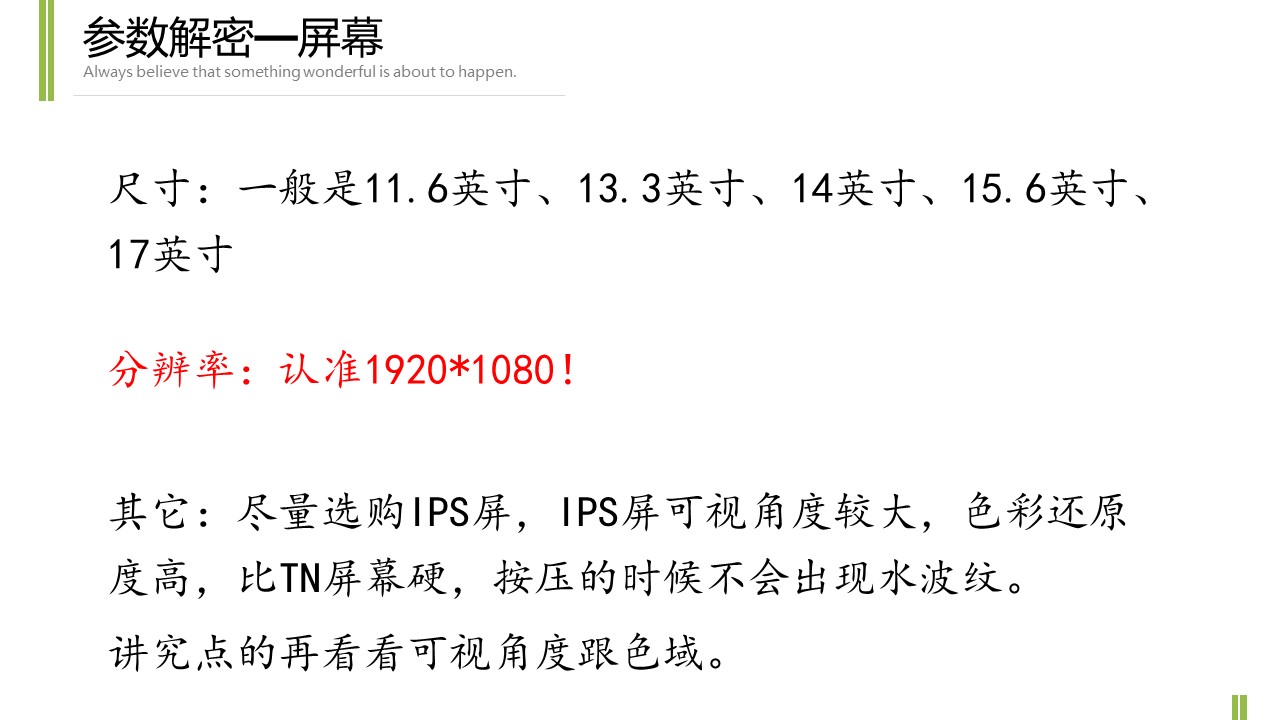 参数解密—屏幕
Always believe that something wonderful is about to happen.
尺寸：一般是11.6英寸、13.3英寸、14英寸、15.6英寸、
17英寸
分辨率：认准1920*1080！
其它：尽量选购IPS屏，IPS屏可视角度较大，色彩还原
度高，比TN屏幕硬，按压的时候不会出现水波纹。
讲究点的再看看可视角度跟色域。